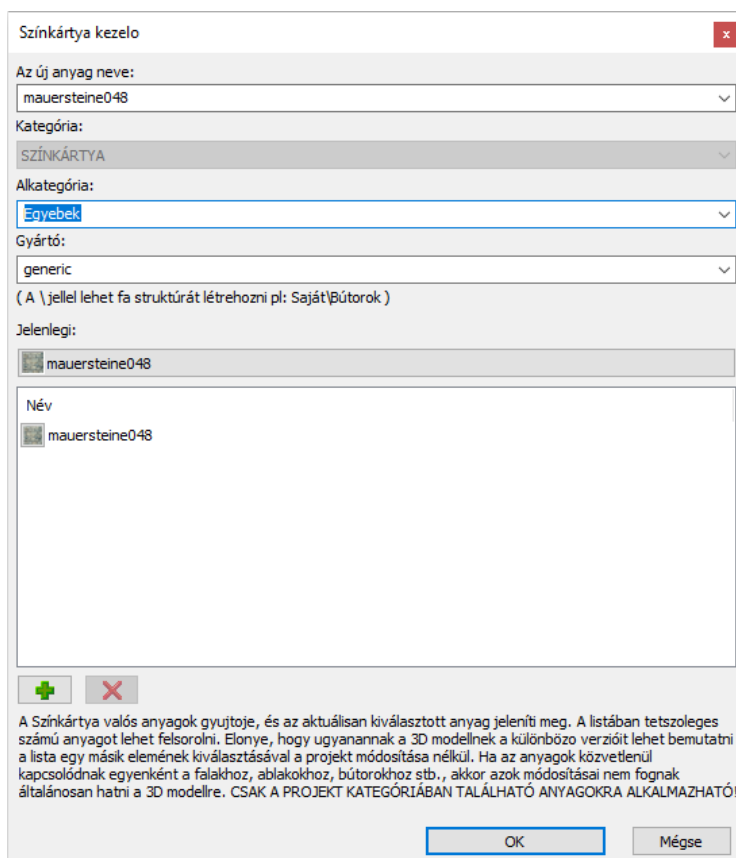 Színkártya kezelo
x
Az új anyag neve:
mauersteine048
Kategória:
SZÍNKÁRTYA
Alkategória:
Egyebek
Gyártó:
generic
( A \ jellel lehet fa struktúrát létrehozni pl: Saját\Bútorok )
Jelenlegi:
mauersteine048
Név
mauersteine048
A Színkártya valós anyagok gyujtoje, és az aktuálisan kiválasztott anyag jeleníti meg. A listában tetszoleges
számú anyagot lehet felsorolni. Elonye, hogy ugyanannak a 3D modellnek a különbözo verzióit lehet bemutatni
a lista egy másik elemének kiválasztásával a projekt módosítása nélkül. Ha az anyagok közvetlenül
kapcsolódnak egyenként a falakhoz, ablakokhoz, bútorokhoz stb., akkor azok módosításai nem fognak
általánosan hatni a 3D modellre. CSAK A PROJEKT KATEGÓRIÁBAN TALÁLHATÓ ANYAGOKRA ALKALMAZHATÓ!
OK
Mégse